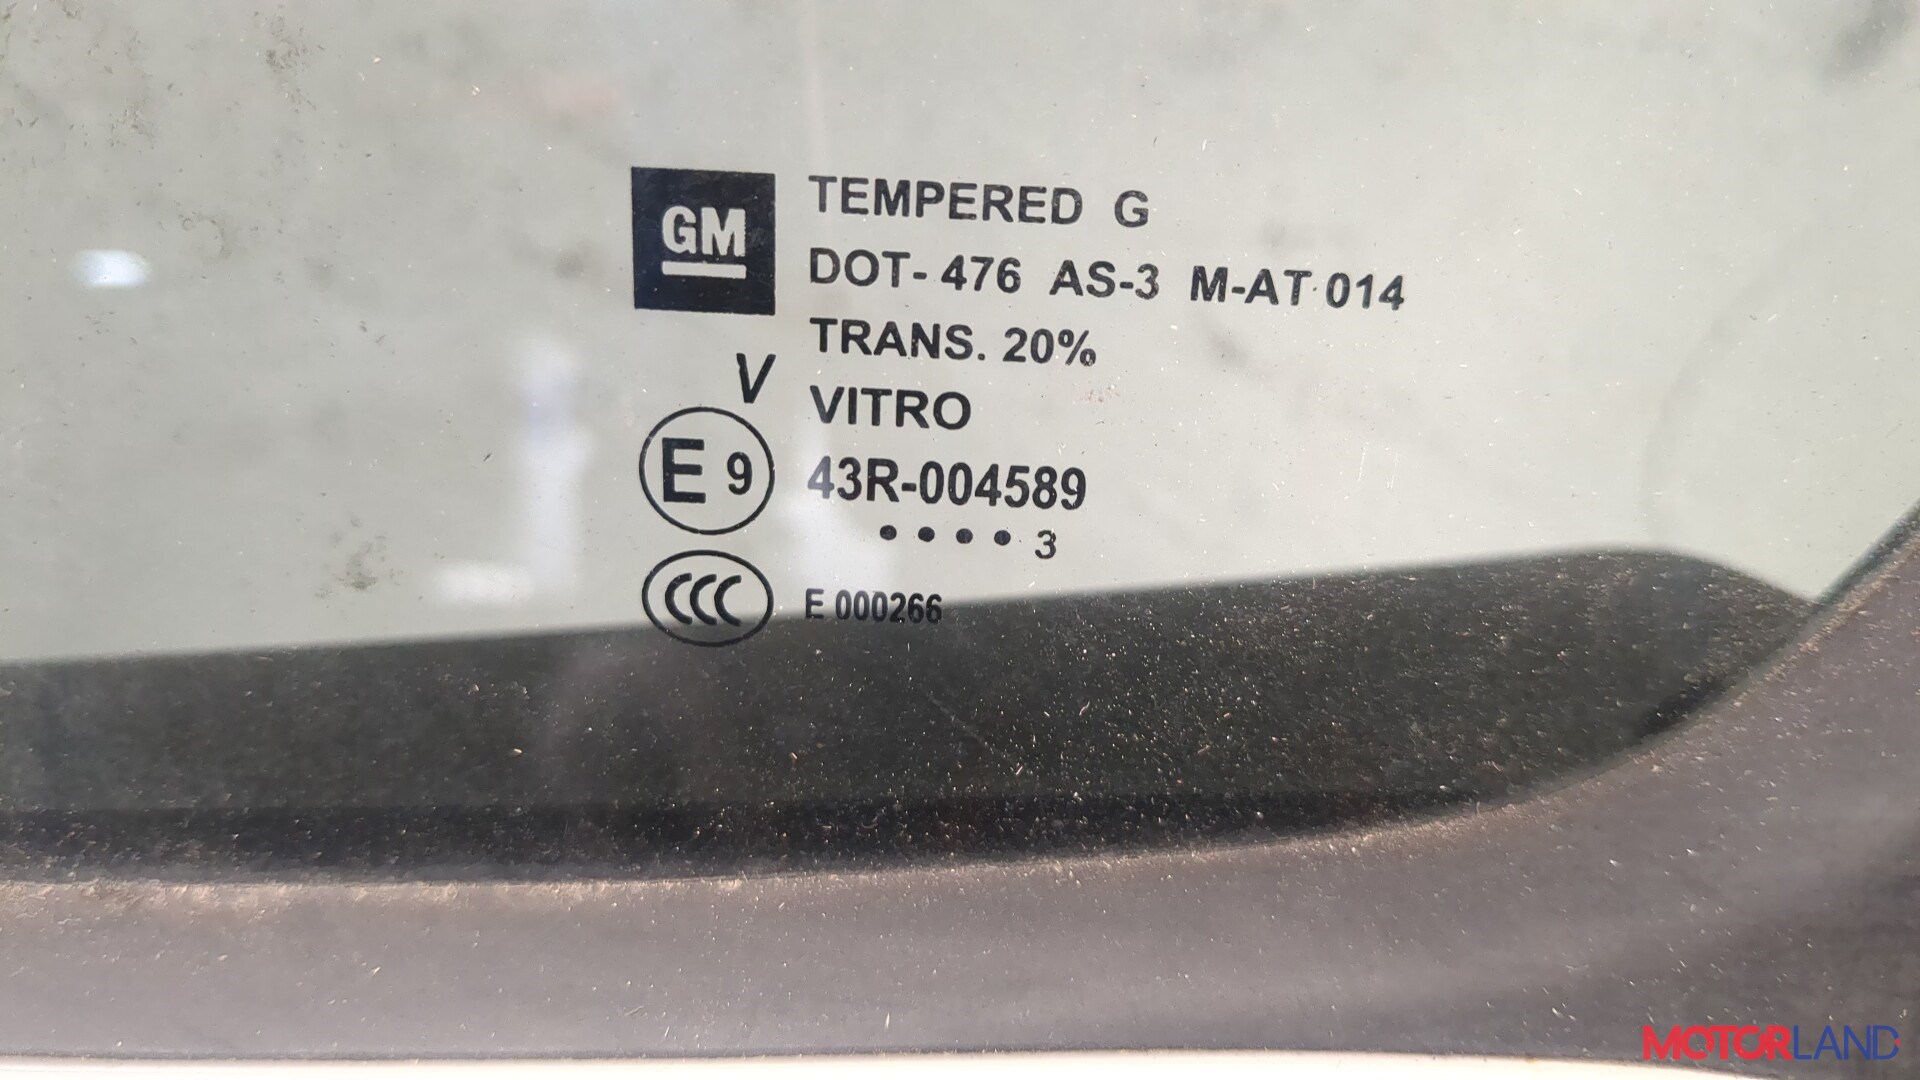 GM
TEMPERED G
DOT- 476 AS-3 M-AT 014
TRANS. 20%
V VITRO
E 9 43R-004589
• • • • 3
CCC E 000266
MOTORLAND